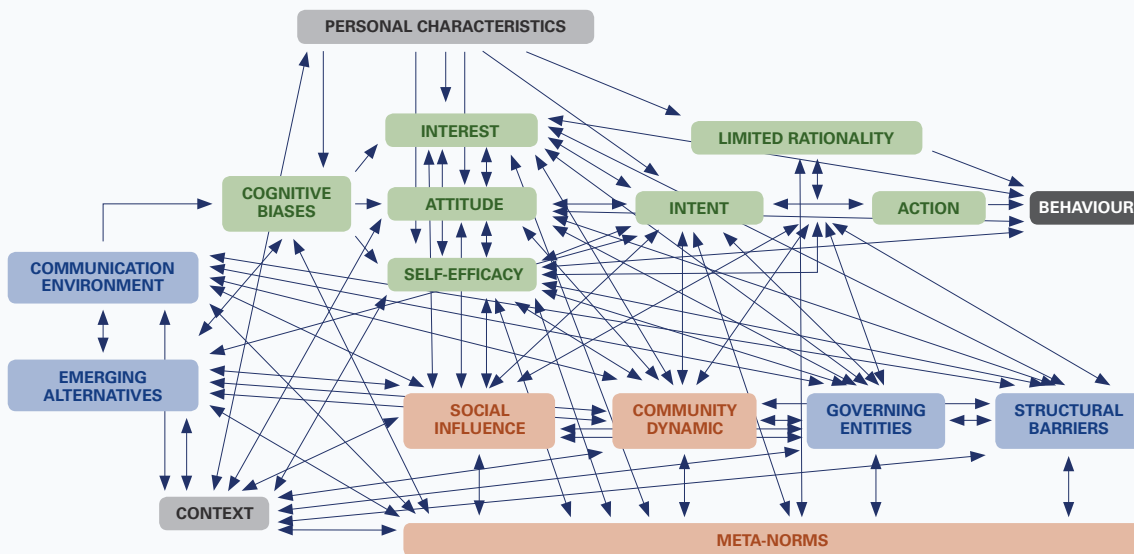 PERSONAL CHARACTERISTICS
INTEREST
LIMITED RATIONALITY
COGNITIVE
BIASES
ATTITUDE
INTENT
ACTION
BEHAVIOUR
COMMUNICATION
ENVIRONMENT
SELF-EFFICACY
EMERGING
ALTERNATIVES
SOCIAL
INFLUENCE
COMMUNITY
DYNAMIC
GOVERNING
ENTITIES
STRUCTURAL
BARRIERS
CONTEXT
META-NORMS